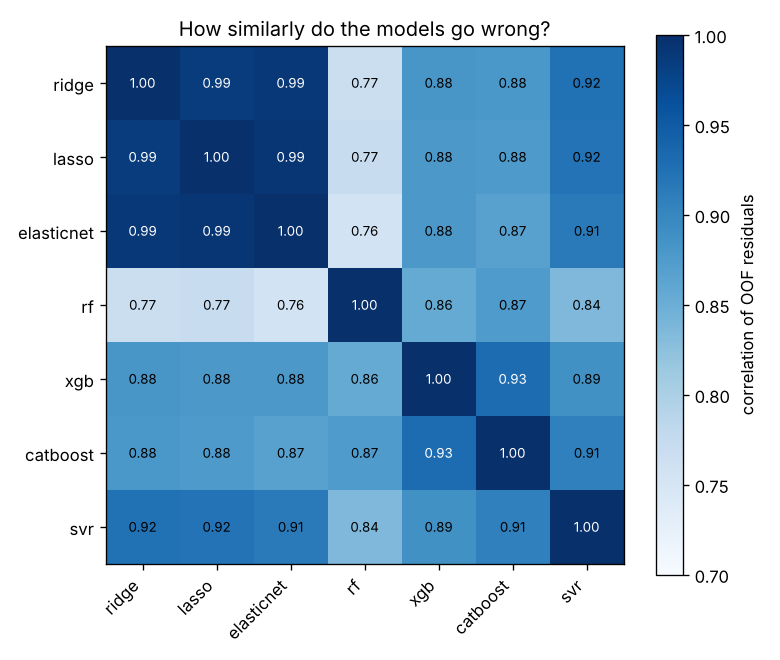 How similarly do the models go wrong?
ridge 1.00 0.99 0.99 0.77 0.88 0.88 0.92
lasso 0.99 1.00 0.99 0.77 0.88 0.88 0.92
elasticnet 0.99 0.99 1.00 0.76 0.88 0.87 0.91
rf 0.77 0.77 0.76 1.00 0.86 0.87 0.84
xgb 0.88 0.88 0.88 0.86 1.00 0.93 0.89
catboost 0.88 0.88 0.87 0.87 0.93 1.00 0.91
svr 0.92 0.92 0.91 0.84 0.89 0.91 1.00
ridge lasso elasticnet rf xgb catboost svr
1.00
0.95
0.90
0.85
0.80
0.75
0.70
correlation of OOF residuals